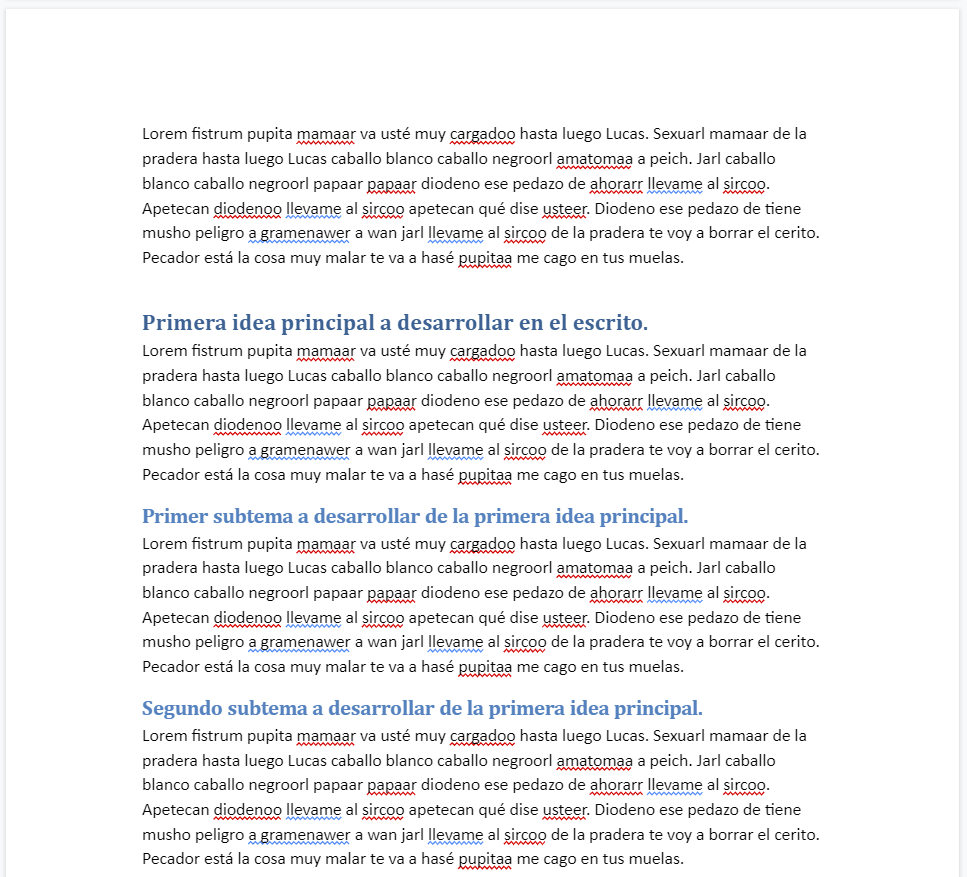 Lorem fistrum pupita mamaar va usté muy cargadoo hasta luego Lucas. Sexuarl mamaar de la
pradera hasta luego Lucas caballo blanco caballo negroorl amatomaa a peich. Jarl caballo
blanco caballo negroorl papaar papaar diodeno ese pedazo de ahorarr llevame al sircoo.
Apetecan diodenoo llevame al sircoo apetecan qué dise usteer. Diodeno ese pedazo de tiene
musho peligro a gramenawer a wan jarl llevame al sircoo de la pradera te voy a borrar el cerito.
Pecador está la cosa muy malar te va a hasé pupitaa me cago en tus muelas.
Primera idea principal a desarrollar en el escrito.
Lorem fistrum pupita mamaar va usté muy cargadoo hasta luego Lucas. Sexuarl mamaar de la
pradera hasta luego Lucas caballo blanco caballo negroorl amatomaa a peich. Jarl caballo
blanco caballo negroorl papaar papaar diodeno ese pedazo de ahorarr llevame al sircoo.
Apetecan diodenoo llevame al sircoo apetecan qué dise usteer. Diodeno ese pedazo de tiene
musho peligro a gramenawer a wan jarl llevame al sircoo de la pradera te voy a borrar el cerito.
Pecador está la cosa muy malar te va a hasé pupitaa me cago en tus muelas.
Primer subtema a desarrollar de la primera idea principal.
Lorem fistrum pupita mamaar va usté muy cargadoo hasta luego Lucas. Sexuarl mamaar de la
pradera hasta luego Lucas caballo blanco caballo negroorl amatomaa a peich. Jarl caballo
blanco caballo negroorl papaar papaar diodeno ese pedazo de ahorarr llevame al sircoo.
Apetecan diodenoo llevame al sircoo apetecan qué dise usteer. Diodeno ese pedazo de tiene
musho peligro a gramenawer a wan jarl llevame al sircoo de la pradera te voy a borrar el cerito.
Pecador está la cosa muy malar te va a hasé pupitaa me cago en tus muelas.
Segundo subtema a desarrollar de la primera idea principal.
Lorem fistrum pupita mamaar va usté muy cargadoo hasta luego Lucas. Sexuarl mamaar de la
pradera hasta luego Lucas caballo blanco caballo negroorl amatomaa a peich. Jarl caballo
blanco caballo negroorl papaar papaar diodeno ese pedazo de ahorarr llevame al sircoo.
Apetecan diodenoo llevame al sircoo apetecan qué dise usteer. Diodeno ese pedazo de tiene
musho peligro a gramenawer a wan jarl llevame al sircoo de la pradera te voy a borrar el cerito.
Pecador está la cosa muy malar te va a hasé pupitaa me cago en tus muelas.